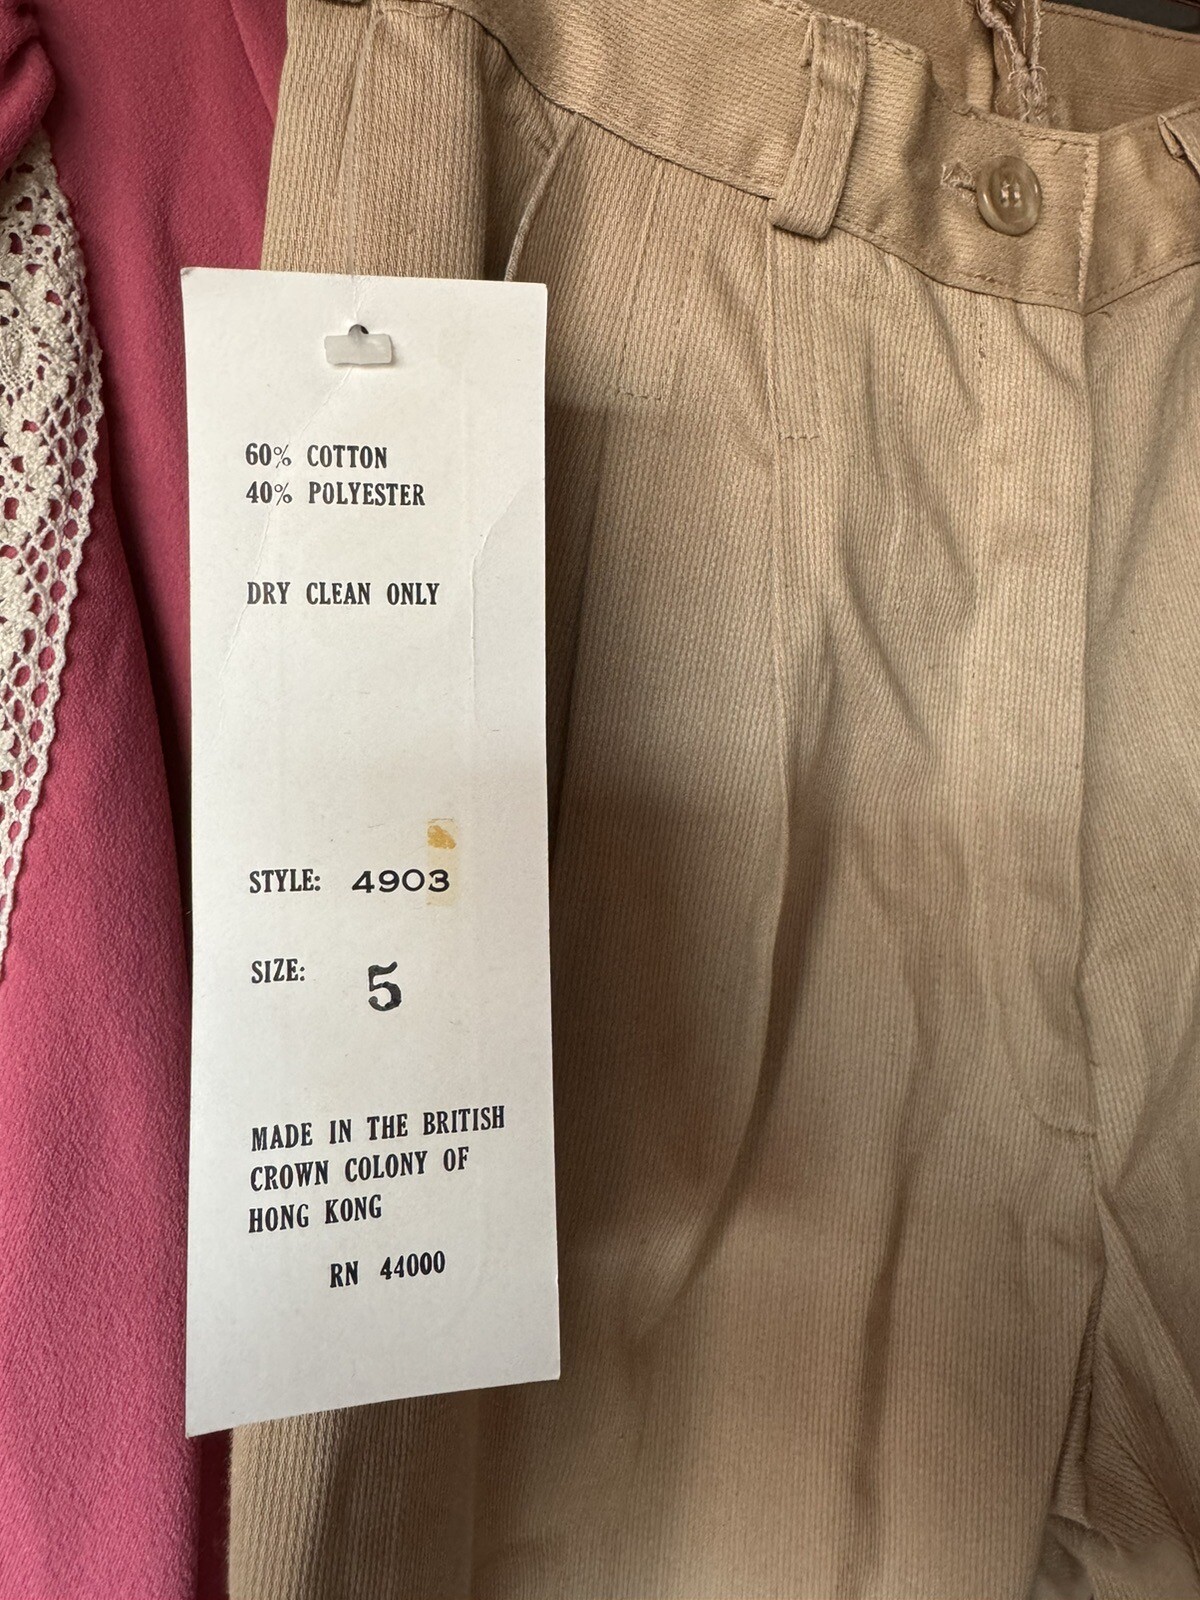 60% COTTON
40% POLYESTER
DRY CLEAN ONLY
STYLE: 4903
SIZE: 5
MADE IN THE BRITISH
CROWN COLONY OF
HONG KONG
RN 44000